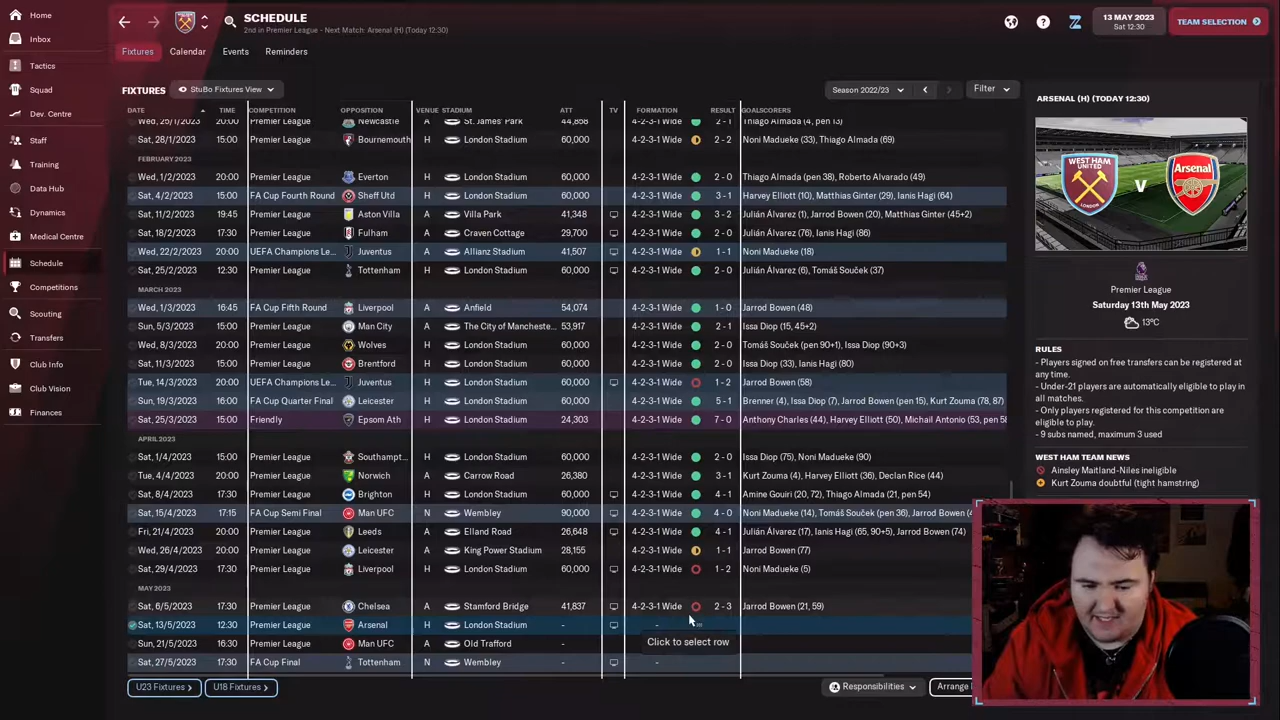 Home
Inbox
Tactics
Squad
Dev. Centre
Staff
Training
Data Hub
Dynamics
Medical Centre
Schedule
Competitions
Scouting
Transfers
Club Info
Club Vision
Finances
SCHEDULE
2nd in Premier League - Next Match: Arsenal (H) (Today 12:30)
13 MAY 2023
Sat 12:30
TEAM SELECTION
Fixtures Calendar Events Reminders
FIXTURES StuBo Fixtures View Season 2022/23 Filter
DATE TIME COMPETITION OPPOSITION VENUE STADIUM ATT TV FORMATION RESULT GOALSCORERS
Wed, 25/1/2023 20:00 Premier League Newcastle A St. James' Park 44,858 4-2-3-1 Wide 2 - 1 Thiago Almada (4, pen 13)
Sat, 28/1/2023 15:00 Premier League Bournemouth H London Stadium 60,000 4-2-3-1 Wide 2 - 2 Noni Madueke (33), Thiago Almada (69)
FEBRUARY 2023
Wed, 1/2/2023 20:00 Premier League Everton H London Stadium 60,000 4-2-3-1 Wide 2 - 0 Thiago Almada (pen 38), Roberto Alvarado (49)
Sat, 4/2/2023 15:00 FA Cup Fourth Round Sheff Utd H London Stadium 60,000 4-2-3-1 Wide 3 - 1 Harvey Elliott (10), Matthias Ginter (29), Ianis Hagi (64)
Sat, 11/2/2023 19:45 Premier League Aston Villa A Villa Park 41,348 4-2-3-1 Wide 3 - 2 Julián Álvarez (1), Jarrod Bowen (20), Matthias Ginter (45+2)
Sat, 18/2/2023 17:30 Premier League Fulham A Craven Cottage 29,700 4-2-3-1 Wide 2 - 0 Julián Álvarez (76), Ianis Hagi (86)
Wed, 22/2/2023 20:00 UEFA Champions Le... Juventus A Allianz Stadium 41,507 4-2-3-1 Wide 1 - 1 Noni Madueke (18)
Sat, 25/2/2023 12:30 Premier League Tottenham H London Stadium 60,000 4-2-3-1 Wide 2 - 0 Julián Álvarez (6), Tomáš Souček (37)
MARCH 2023
Wed, 1/3/2023 16:45 FA Cup Fifth Round Liverpool A Anfield 54,074 4-2-3-1 Wide 1 - 0 Jarrod Bowen (48)
Sun, 5/3/2023 15:00 Premier League Man City A The City of Mancheste... 53,917 4-2-3-1 Wide 2 - 1 Issa Diop (15, 45+2)
Wed, 8/3/2023 20:00 Premier League Wolves H London Stadium 60,000 4-2-3-1 Wide 2 - 0 Tomáš Souček (pen 90+1), Issa Diop (90+3)
Sat, 11/3/2023 15:00 Premier League Brentford H London Stadium 60,000 4-2-3-1 Wide 2 - 0 Issa Diop (33), Ianis Hagi (80)
Tue, 14/3/2023 20:00 UEFA Champions Le... Juventus H London Stadium 60,000 4-2-3-1 Wide 1 - 2 Jarrod Bowen (58)
Sun, 19/3/2023 16:00 FA Cup Quarter Final Leicester H London Stadium 60,000 4-2-3-1 Wide 5 - 1 Brenner (4), Issa Diop (7), Jarrod Bowen (pen 15), Kurt Zouma (78, 87)
Sat, 25/3/2023 15:00 Friendly Epsom Ath H London Stadium 24,303 4-2-3-1 Wide 7 - 0 Anthony Charles (44), Harvey Elliott (50), Michail Antonio (53, pen 58
APRIL 2023
Sat, 1/4/2023 15:00 Premier League Southampt... H London Stadium 60,000 4-2-3-1 Wide 2 - 0 Issa Diop (75), Noni Madueke (90)
Tue, 4/4/2023 20:00 Premier League Norwich A Carrow Road 26,380 4-2-3-1 Wide 3 - 1 Kurt Zouma (4), Harvey Elliott (36), Declan Rice (44)
Sat, 8/4/2023 17:30 Premier League Brighton H London Stadium 60,000 4-2-3-1 Wide 4 - 1 Amine Gouiri (20, 72), Thiago Almada (21, pen 54)
Sat, 15/4/2023 17:15 FA Cup Semi Final Man UFC N Wembley 90,000 4-2-3-1 Wide 4 - 0 Noni Madueke (14), Tomáš Souček (pen 36), Jarrod Bowen (4
Fri, 21/4/2023 20:00 Premier League Leeds A Elland Road 26,648 4-2-3-1 Wide 4 - 1 Julián Álvarez (17), Ianis Hagi (65, 90+5), Jarrod Bowen (74)
Wed, 26/4/2023 20:00 Premier League Leicester A King Power Stadium 28,155 4-2-3-1 Wide 1 - 1 Jarrod Bowen (77)
Sat, 29/4/2023 17:30 Premier League Liverpool H London Stadium 60,000 4-2-3-1 Wide 1 - 2 Noni Madueke (5)
MAY 2023
Sat, 6/5/2023 17:30 Premier League Chelsea A Stamford Bridge 41,837 4-2-3-1 Wide 2 - 3 Jarrod Bowen (21, 59)
Sat, 13/5/2023 12:30 Premier League Arsenal H London Stadium - -
Sun, 21/5/2023 16:30 Premier League Man UFC A Old Trafford -
Sat, 27/5/2023 17:30 FA Cup Final Tottenham N Wembley - -
Click to select row
U23 Fixtures U18 Fixtures Responsibilities Arrange
ARSENAL (H) (TODAY 12:30)
WEST HAM
UNITED
LONDON
V
Arsenal
Premier League
Saturday 13th May 2023
13°C
RULES
- Players signed on free transfers can be registered at
any time.
- Under-21 players are automatically eligible to play in
all matches.
- Only players registered for this competition are
eligible to play.
- 9 subs named, maximum 3 used
WEST HAM TEAM NEWS
Ainsley Maitland-Niles ineligible
Kurt Zouma doubtful (tight hamstring)